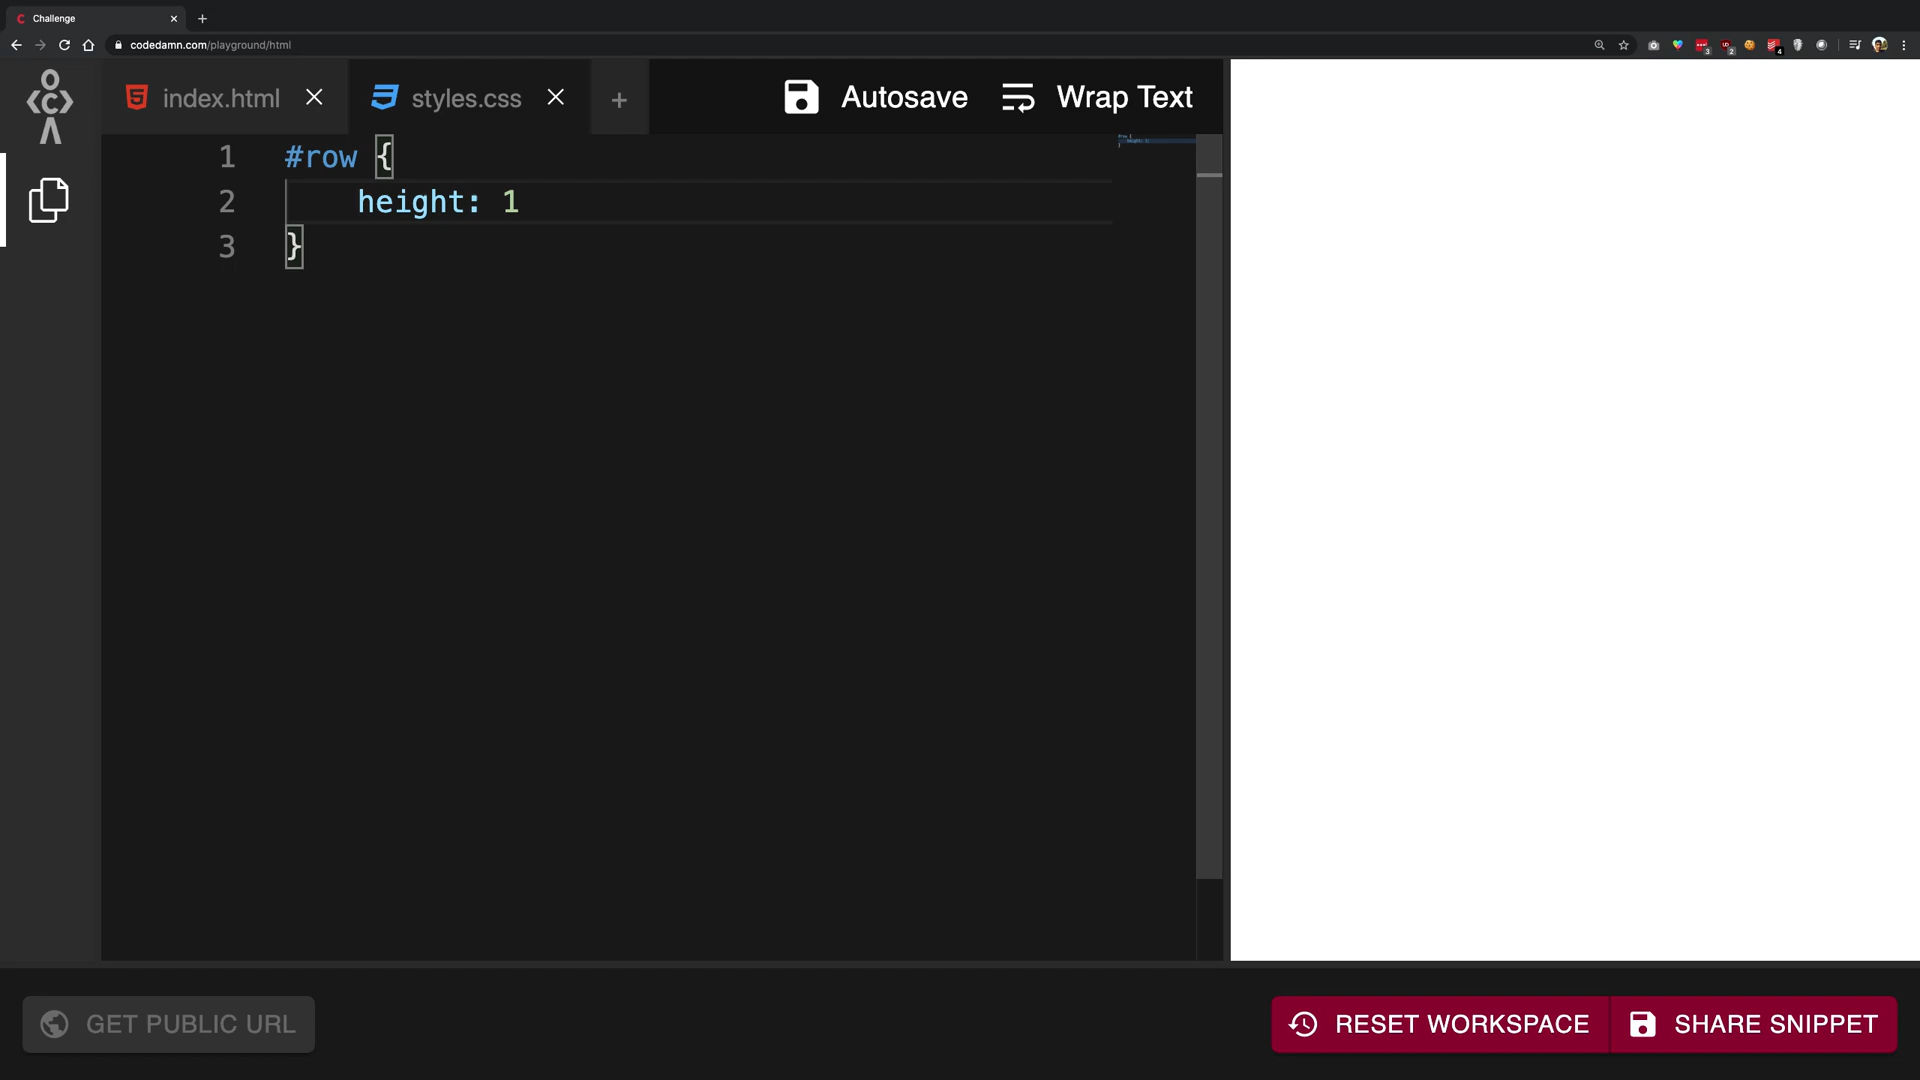 Challenge
codedamn.com/playground/html
index.html
styles.css
Autosave
Wrap Text
1 #row {
2 height: 1
3 }
GET PUBLIC URL
RESET WORKSPACE
SHARE SNIPPET